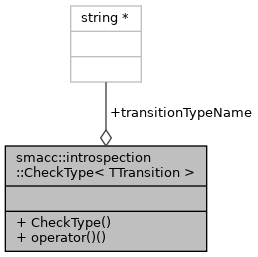 string *
+transitionTypeName
smacc::introspection
::CheckType< TTransition >
+ CheckType()
+ operator()()